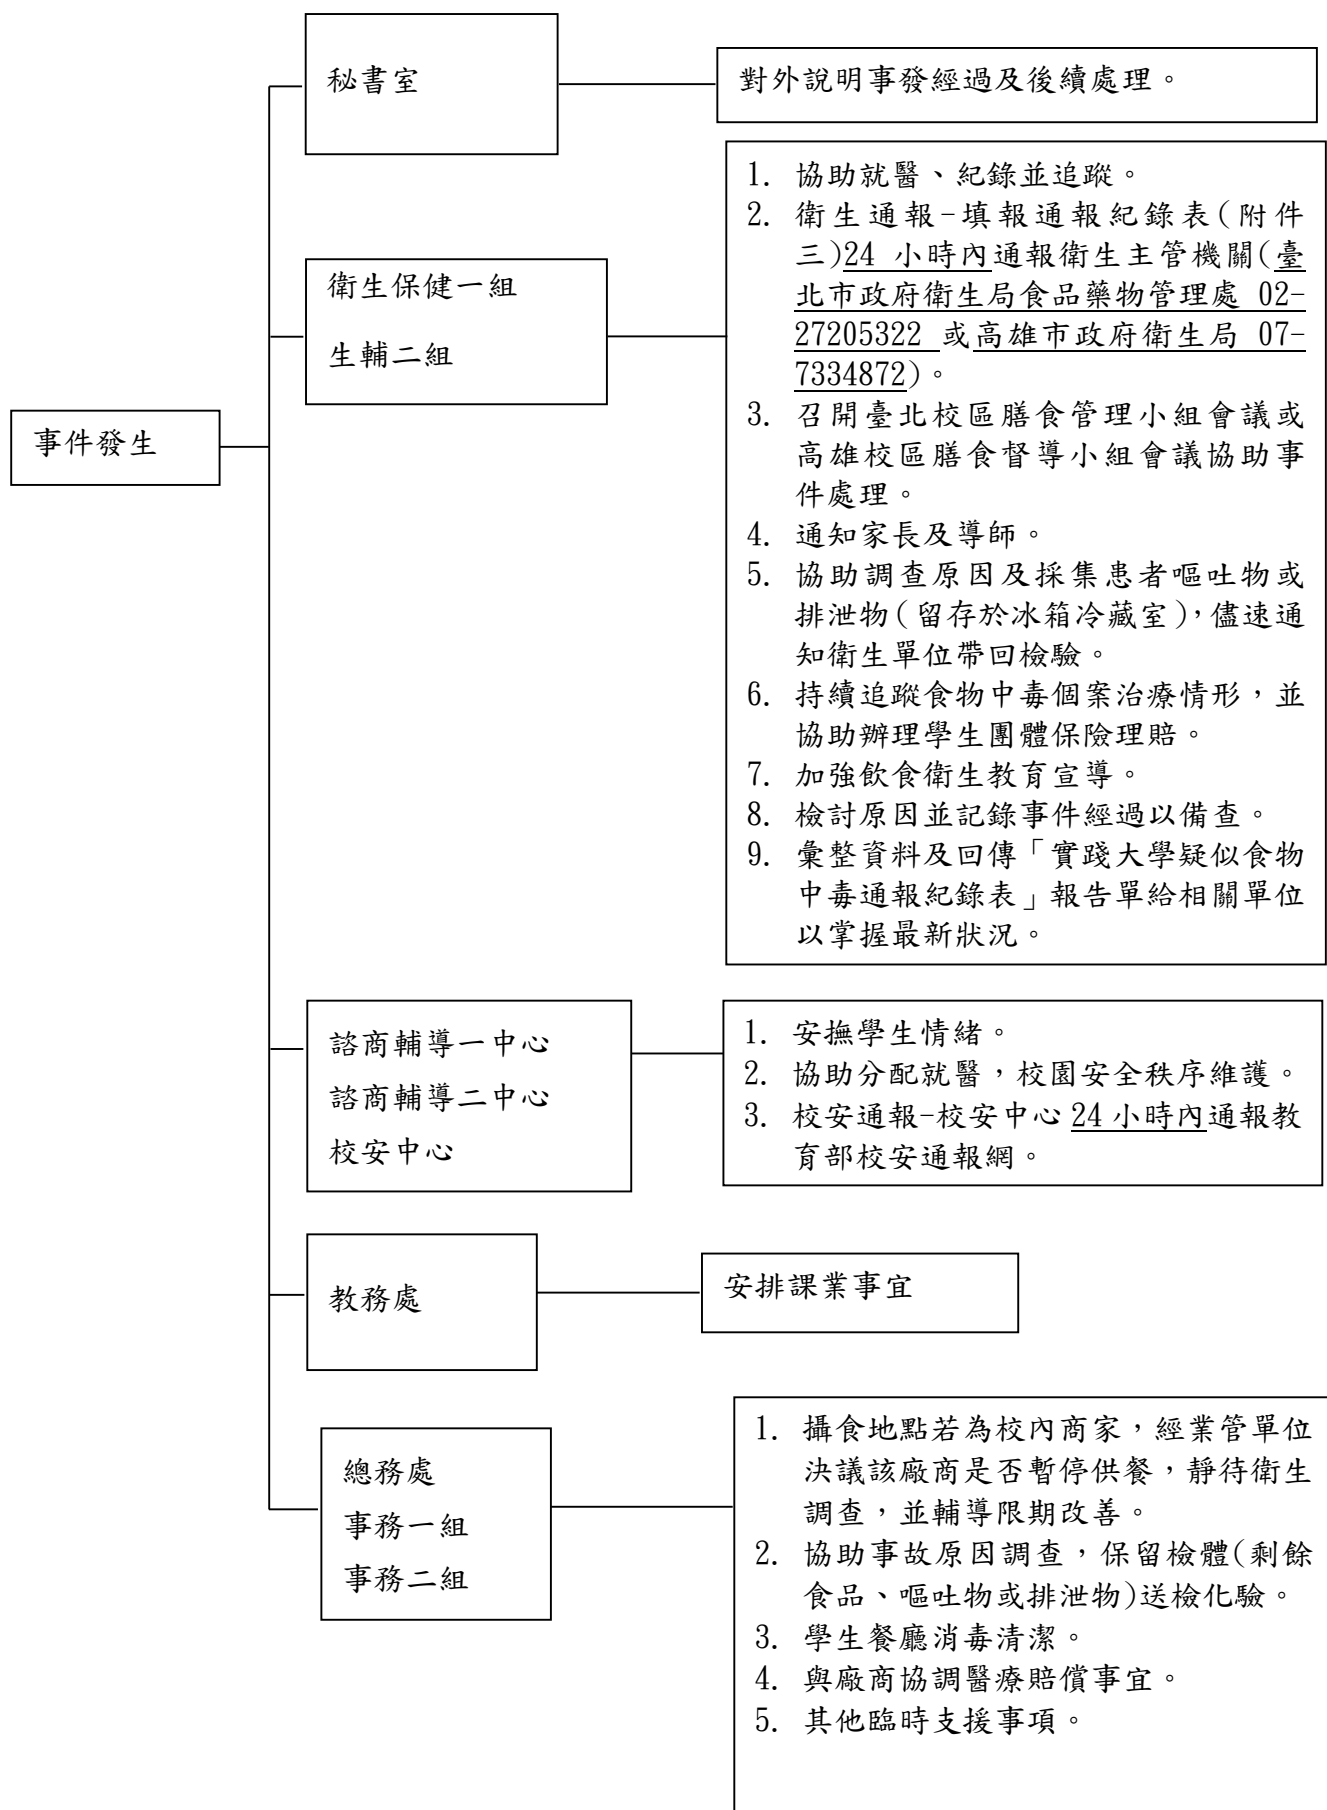 秘書室
對外說明事發經過及後續處理。
事件發生
衛生保健一組
生輔二組
1. 協助就醫、紀錄並追蹤。
2. 衛生通報-填報通報紀錄表(附件
三)24 小時內通報衛生主管機關(臺
北市政府衛生局食品藥物管理處 02-
27205322 或高雄市政府衛生局 07-
7334872)。
3. 召開臺北校區膳食管理小組會議或
高雄校區膳食督導小組會議協助事
件處理。
4. 通知家長及導師。
5. 協助調查原因及採集患者嘔吐物或
排泄物(留存於冰箱冷藏室)，儘速通
知衛生單位帶回檢驗。
6. 持續追蹤食物中毒個案治療情形，並
協助辦理學生團體保險理賠。
7. 加強飲食衛生教育宣導。
8. 檢討原因並記錄事件經過以備查。
9. 彙整資料及回傳「實踐大學疑似食物
中毒通報紀錄表」報告單給相關單位
以掌握最新狀況。
諮商輔導一中心
諮商輔導二中心
校安中心
1. 安撫學生情緒。
2. 協助分配就醫，校園安全秩序維護。
3. 校安通報-校安中心 24 小時內通報教
育部校安通報網。
教務處
安排課業事宜
總務處
事務一組
事務二組
1. 攝食地點若為校內商家，經業管單位
決議該廠商是否暫停供餐，靜待衛生
調查，並輔導限期改善。
2. 協助事故原因調查，保留檢體(剩餘
食品、嘔吐物或排泄物)送檢化驗。
3. 學生餐廳消毒清潔。
4. 與廠商協調醫療賠償事宜。
5. 其他臨時支援事項。